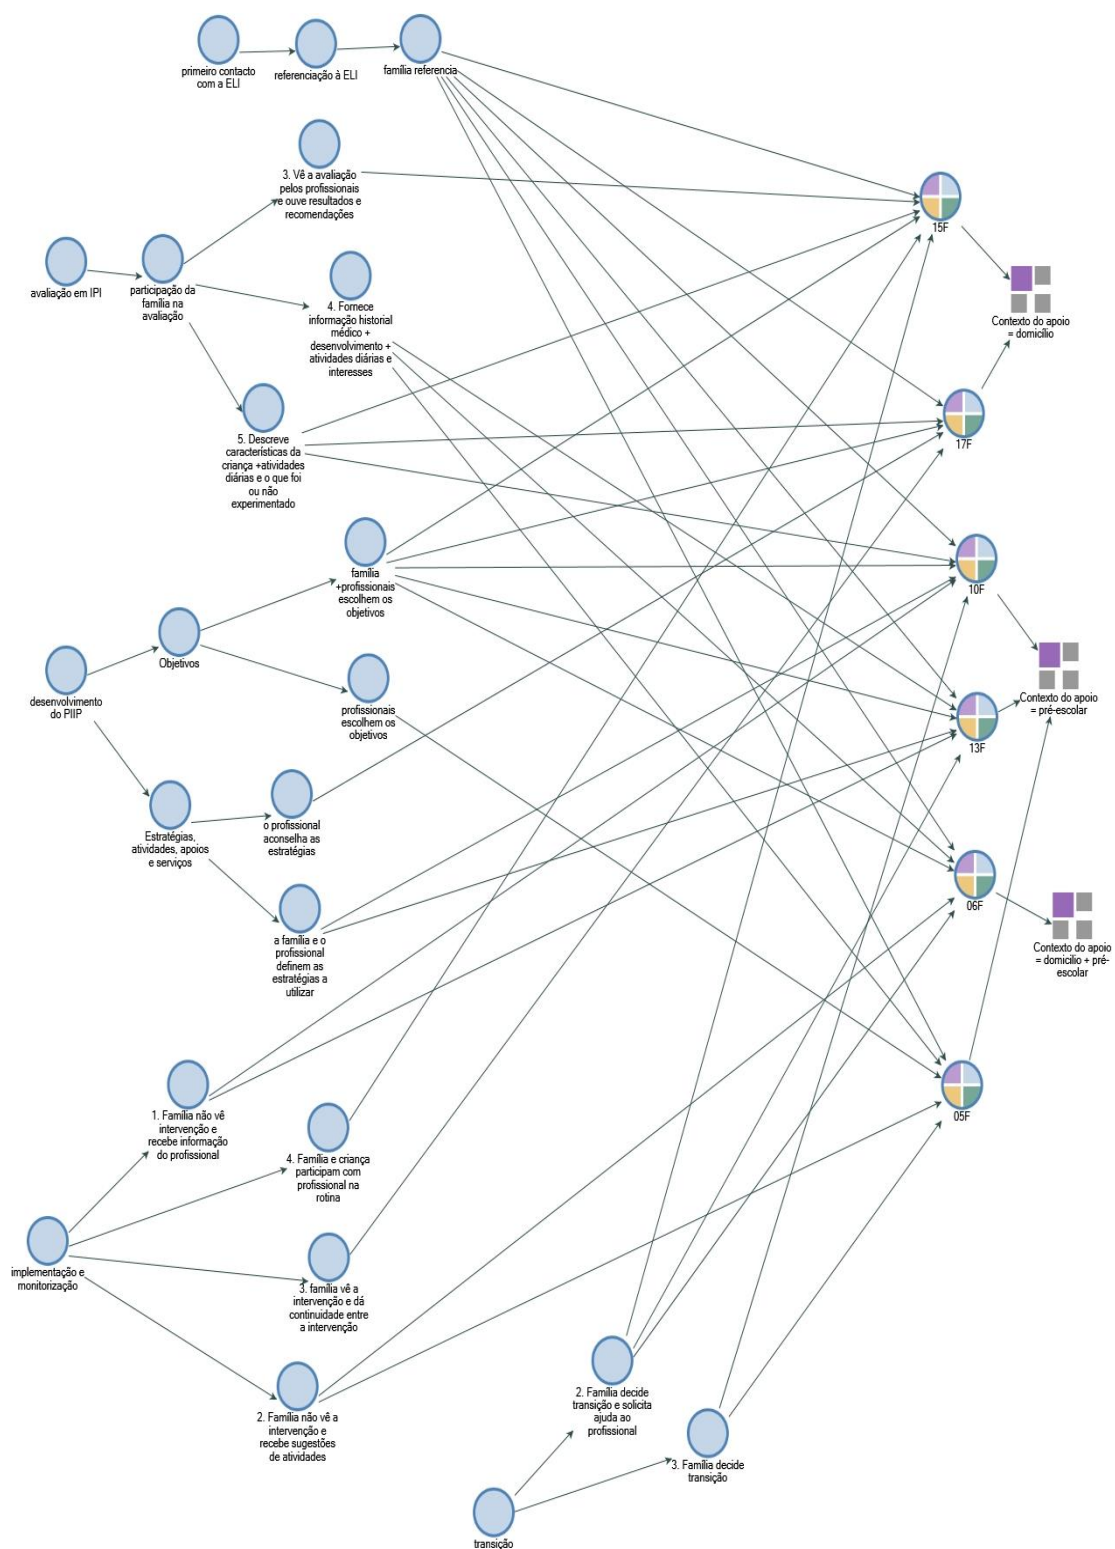 primeiro contacto
com a ELI
referenciação à ELI
família referencia
3. Vê a avaliação
pelos profissionais
e ouve resultados e
recomendações
15F
avaliação em IPI
participação da
família na
avaliação
4. Fornece
informação historial
médico +
desenvolvimento +
atividades diárias e
interesses
Contexto do apoio
= domicílio
5. Descreve
características da
criança +atividades
diárias e o que foi
ou não
experimentado
17F
família
+profissionais
escolhem os
objetivos
10F
Objetivos
desenvolvimento
do PIIP
profissionais
escolhem os
objetivos
Contexto do apoio
= pré-escolar
13F
Estratégias,
atividades, apoios
e serviços
o profissional
aconselha as
estratégias
06F
a família e o
profissional
definem as
estratégias a
utilizar
Contexto do apoio
= domicilio + pré-
escolar
1. Família não vê
intervenção e
recebe informação
do profissional
05F
4. Família e criança
participam com
profissional na
rotina
implementação e
monitorização
3. família vê a
intervenção e dá
continuidade entre
a intervenção
2. Família não vê a
intervenção e
recebe sugestões
de atividades
2. Família decide
transição e solicita
ajuda ao
profissional
3. Família decide
transição
transição